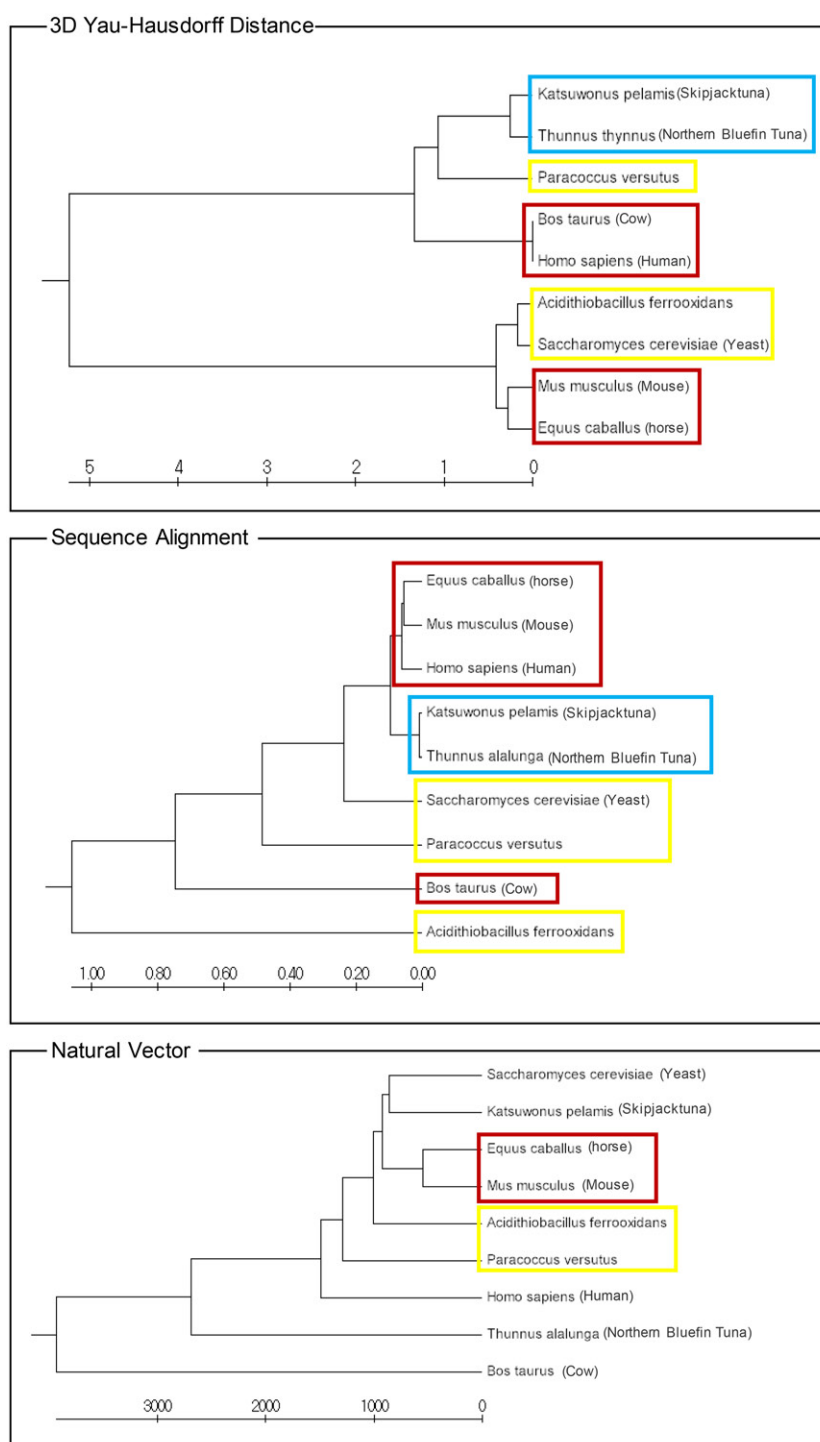 3D Yau-Hausdorff Distance
Katsuwonus pelamis (Skipjacktuna)
Thunnus thynnus (Northern Bluefin Tuna)
Paracoccus versutus
Bos taurus (Cow)
Homo sapiens (Human)
Acidithiobacillus ferrooxidans
Saccharomyces cerevisiae (Yeast)
Mus musculus (Mouse)
Equus caballus (horse)
5 4 3 2 1 0
Sequence Alignment
Equus caballus (horse)
Mus musculus (Mouse)
Homo sapiens (Human)
Katsuwonus pelamis (Skipjacktuna)
Thunnus alalunga (Northern Bluefin Tuna)
Saccharomyces cerevisiae (Yeast)
Paracoccus versutus
Bos taurus (Cow)
Acidithiobacillus ferrooxidans
1.00 0.80 0.60 0.40 0.20 0.00
Natural Vector
Saccharomyces cerevisiae (Yeast)
Katsuwonus pelamis (Skipjacktuna)
Equus caballus (horse)
Mus musculus (Mouse)
Acidithiobacillus ferrooxidans
Paracoccus versutus
Homo sapiens (Human)
Thunnus alalunga (Northern Bluefin Tuna)
Bos taurus (Cow)
3000 2000 1000 0